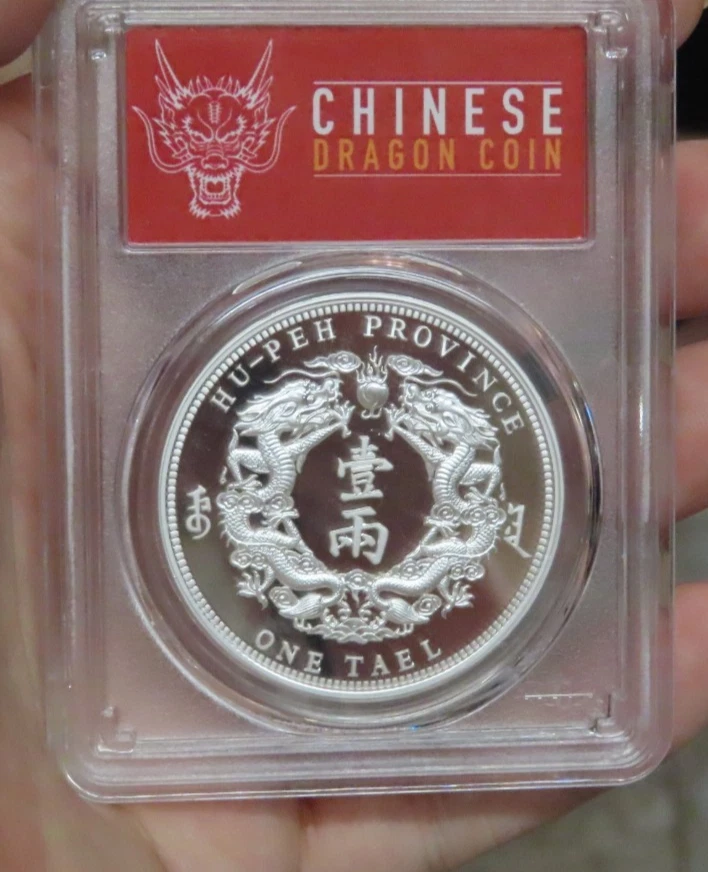 CHINESE
DRAGON COIN
HU-PEH PROVINCE
壹
兩
ONE TAEL